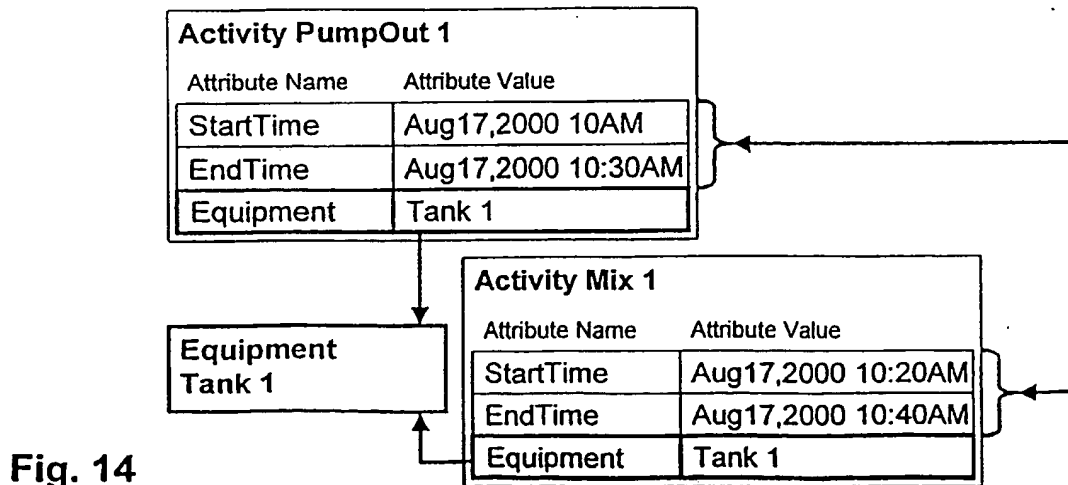 Activity PumpOut 1
Attribute Name Attribute Value
StartTime Aug17,2000 10AM
EndTime Aug17,2000 10:30AM
Equipment Tank 1
Activity Mix 1
Attribute Name Attribute Value
StartTime Aug17,2000 10:20AM
EndTime Aug17,2000 10:40AM
Equipment Tank 1
Equipment
Tank 1
Fig. 14